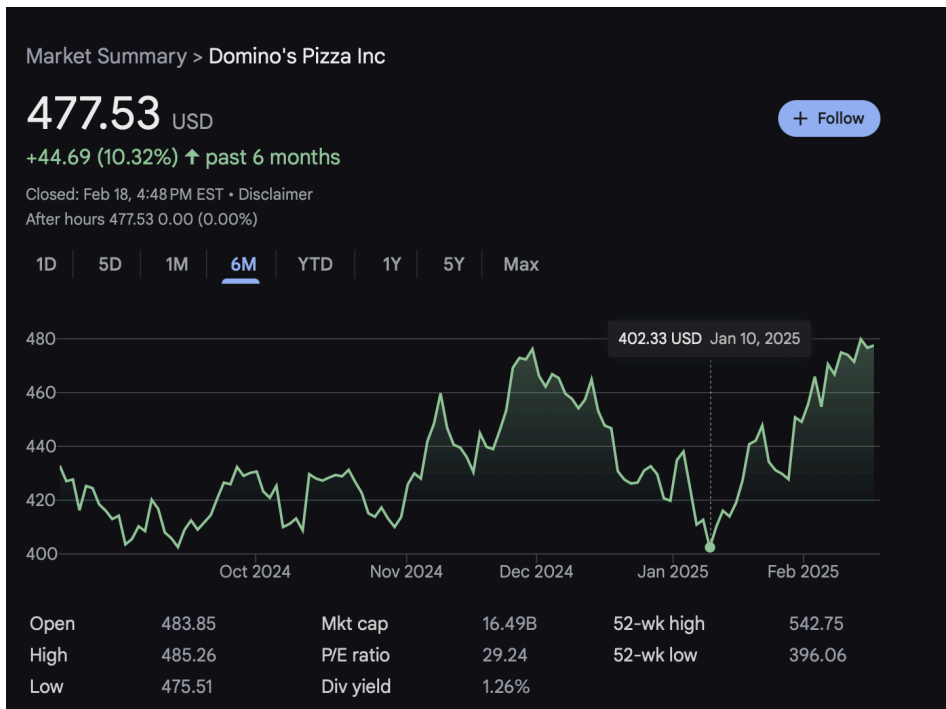 Market Summary > Domino's Pizza Inc
477.53 USD
+ Follow
+44.69 (10.32%) ↑ past 6 months
Closed: Feb 18, 4:48 PM EST • Disclaimer
After hours 477.53 0.00 (0.00%)
1D 5D 1M 6M YTD 1Y 5Y Max
402.33 USD Jan 10, 2025
480
460
440
420
400
Oct 2024 Nov 2024 Dec 2024 Jan 2025 Feb 2025
Open 483.85 Mkt cap 16.49B 52-wk high 542.75
High 485.26 P/E ratio 29.24 52-wk low 396.06
Low 475.51 Div yield 1.26%